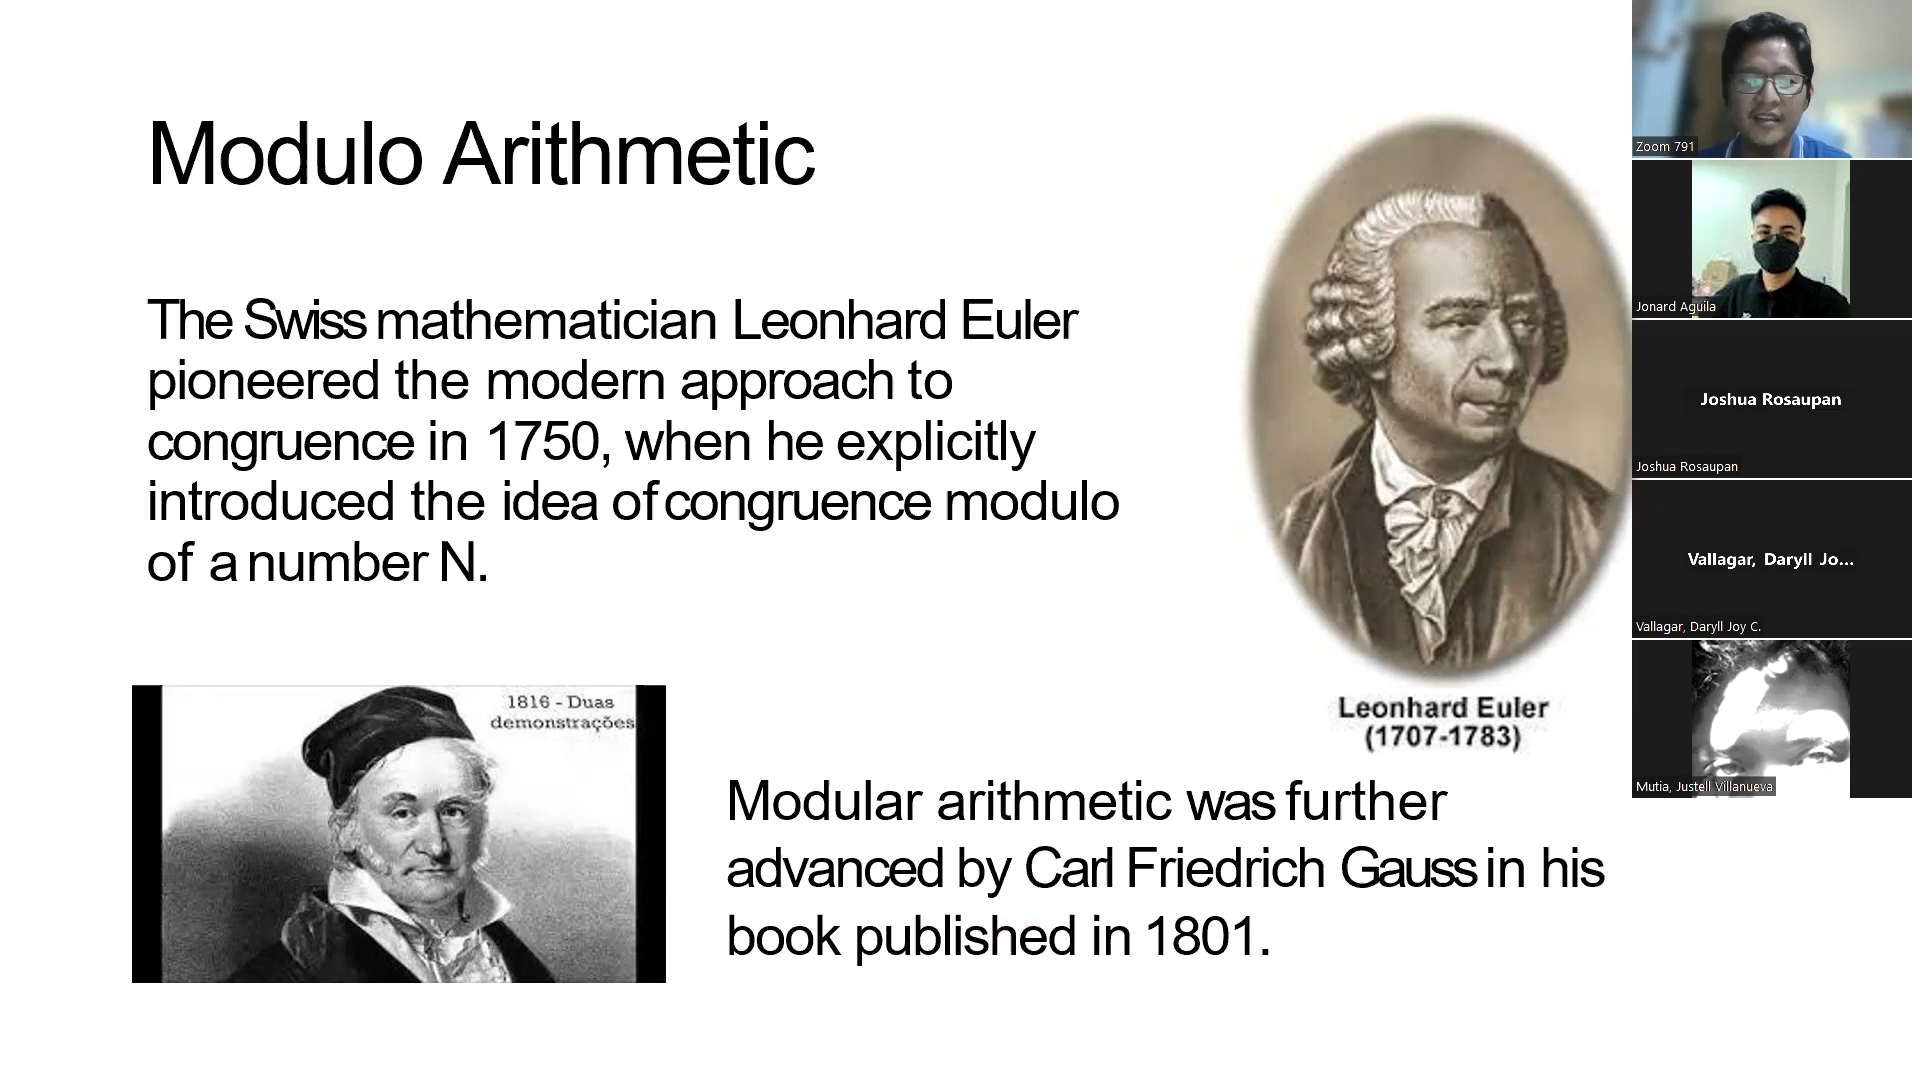 Modulo Arithmetic
The Swiss mathematician Leonhard Euler
pioneered the modern approach to
congruence in 1750, when he explicitly
introduced the idea of congruence modulo
of a number N.
Leonhard Euler
(1707-1783)
1816 - Duas
demonstrações
Modular arithmetic was further
advanced by Carl Friedrich Gauss in his
book published in 1801.
Zoom 791
Jonard Aguila
Joshua Rosaupan
Joshua Rosaupan
Vallagar, Daryll Jo...
Vallagar, Daryll Joy C.
Mutia, Justell Villanueva